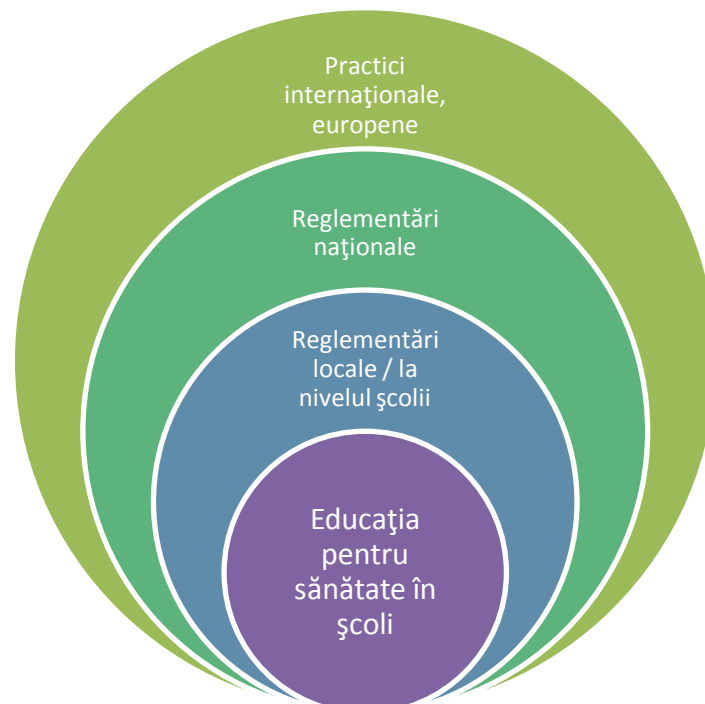 Practici
internaţionale,
europene
Reglementări
naţionale
Reglementări
locale / la
nivelul şcolii
Educaţia
pentru
sănătate în
şcoli